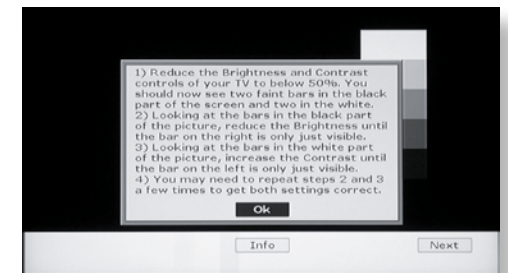 1) Reduce the Brightness and Contrast
controls of your TV to below 50%. You
should now see two faint bars in the black
part of the screen and two in the white.
2) Looking at the bars in the black part
of the picture, reduce the Brightness until
the bar on the right is only just visible.
3) Looking at the bars in the white part
of the picture, increase the Contrast until
the bar on the left is only just visible.
4) You may need to repeat steps 2 and 3
a few times to get both settings correct.
Ok
Info
Next